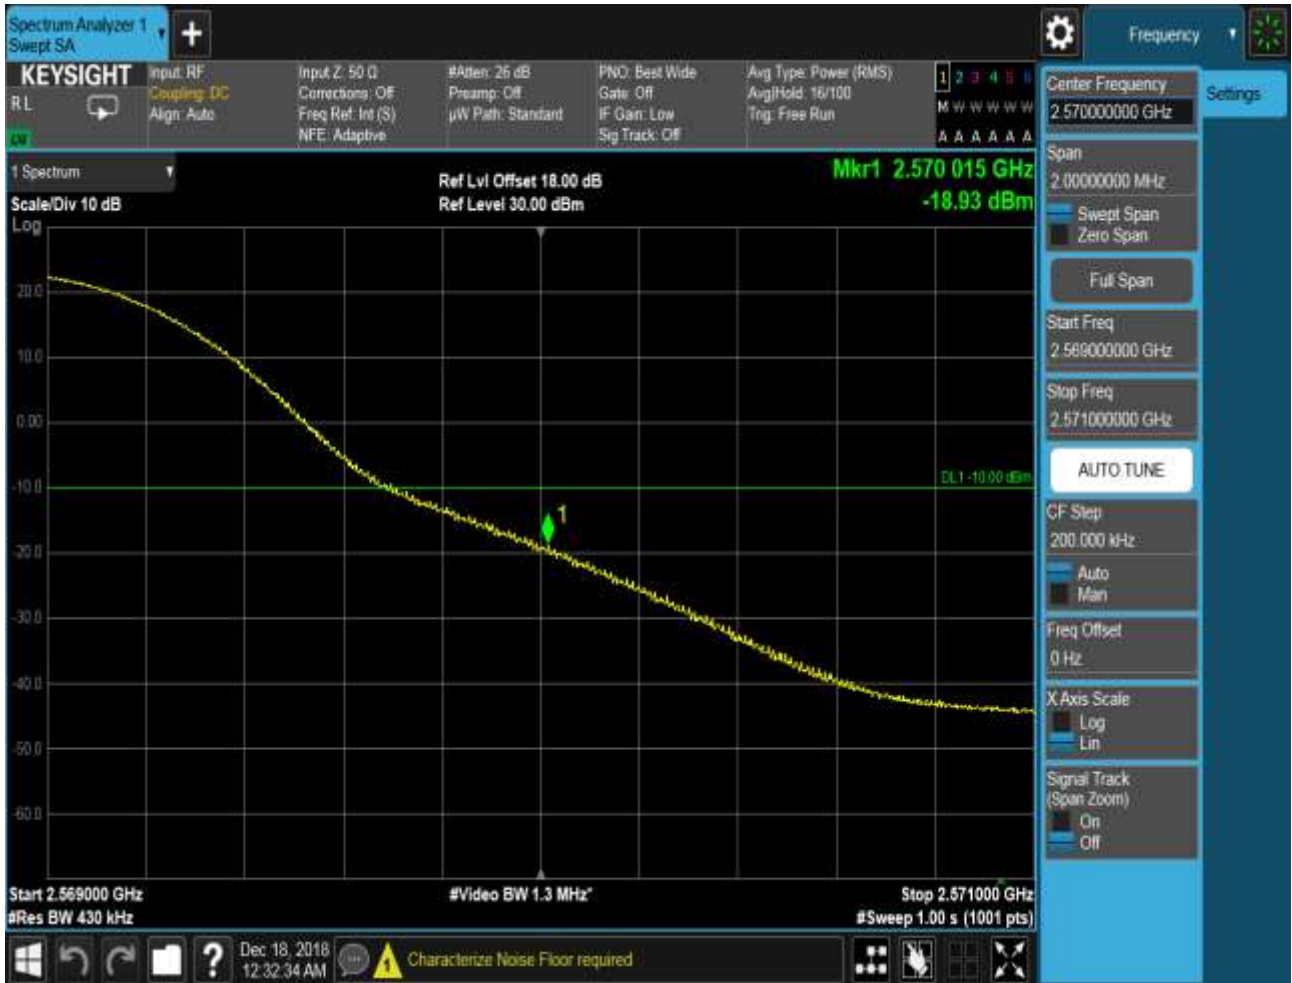 Spectrum Analyzer 1
Swept SA
+
Frequency
KEYSIGHT
RL
LW
Input: RF
Coupling: DC
Align: Auto
Input Z: 50 Ω
Corrections: Off
Freq Ref: Int (S)
NFE: Adaptive
#Atten: 26 dB
Preamp: Off
µW Path: Standard
PNO: Best Wide
Gate: Off
IF Gain: Low
Sig Track: Off
Avg Type: Power (RMS)
Avg|Hold: 16/100
Trig: Free Run
1 2 3 4 5 6
M W W W W W
A A A A A A
1 Spectrum
Scale/Div 10 dB
Log
Ref Lvl Offset 18.00 dB
Ref Level 30.00 dBm
Mkr1 2.570 015 GHz
-18.93 dBm
20.0
10.0
0.00
-10.0
-20.0
-30.0
-40.0
-50.0
-60.0
DL1 -10.00 dBm
1
Start 2.569000 GHz
#Res BW 430 kHz
#Video BW 1.3 MHz*
Stop 2.571000 GHz
#Sweep 1.00 s (1001 pts)
Center Frequency
2.570000000 GHz
Settings
Span
2.00000000 MHz
Swept Span
Zero Span
Full Span
Start Freq
2.569000000 GHz
Stop Freq
2.571000000 GHz
AUTO TUNE
CF Step
200.000 kHz
Auto
Man
Freq Offset
0 Hz
X Axis Scale
Log
Lin
Signal Track
(Span Zoom)
On
Off
?
Dec 18, 2018
12:32:34 AM
Characterize Noise Floor required